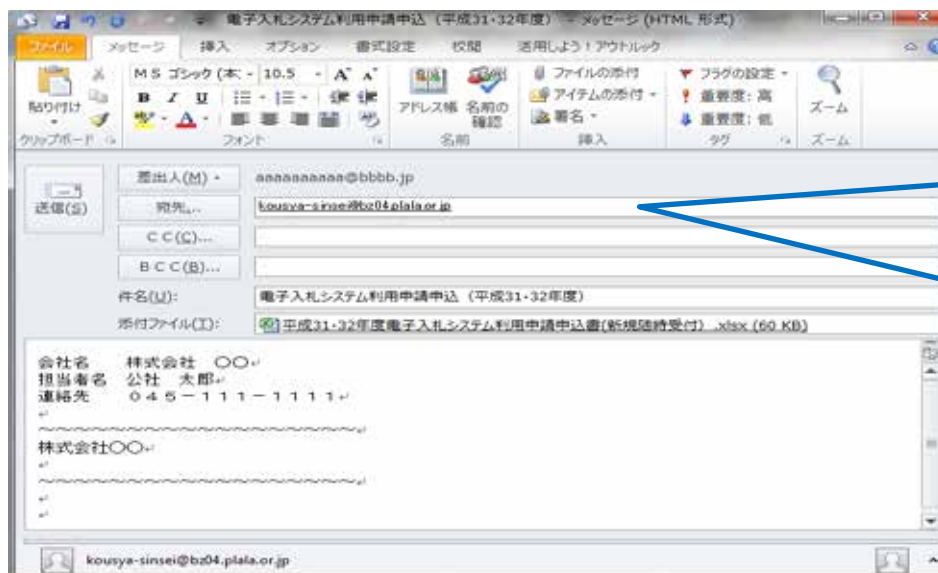 電子入札システム利用申請申込（平成31・32年度） - メッセージ (HTML 形式)
ファイル メッセージ 挿入 オプション 書式設定 校閲 活用しよう！アウトルック
ＭＳ ゴシック (本 10.5 A A
B I U
貼り付け
アドレス帳 名前の確認
ファイルの添付
アイテムの添付
署名
フラグの設定
重要度: 高
重要度: 低
ズーム
クリップボード フォント 名前 挿入 タグ ズーム
送信(S)
差出人(M) aaaaaaaaaa@bbbb.jp
宛先... kousya-sinsei@bz04.plala.or.jp
ＣＣ(C)...
ＢＣＣ(B)...
件名(U): 電子入札システム利用申請申込（平成31・32年度）
添付ファイル(T): 平成31・32年度電子入札システム利用申請申込書(新規随時受付) .xlsx (60 KB)
会社名 株式会社 〇〇
担当者名 公社 太郎
連絡先 ０４５－１１１－１１１１
～～～～～～～～～～～～～～～～～～～～～～
株式会社〇〇
～～～～～～～～～～～～～～～～～～～～～～
kousya-sinsei@bz04.plala.or.jp